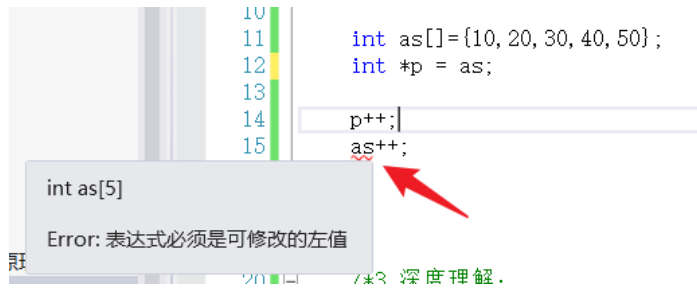 10
11 int as[]={10,20,30,40,50};
12 int *p = as;
13
14 p++;
15 as++;
int as[5]
Error: 表达式必须是可修改的左值
20 /*3 深度理解: